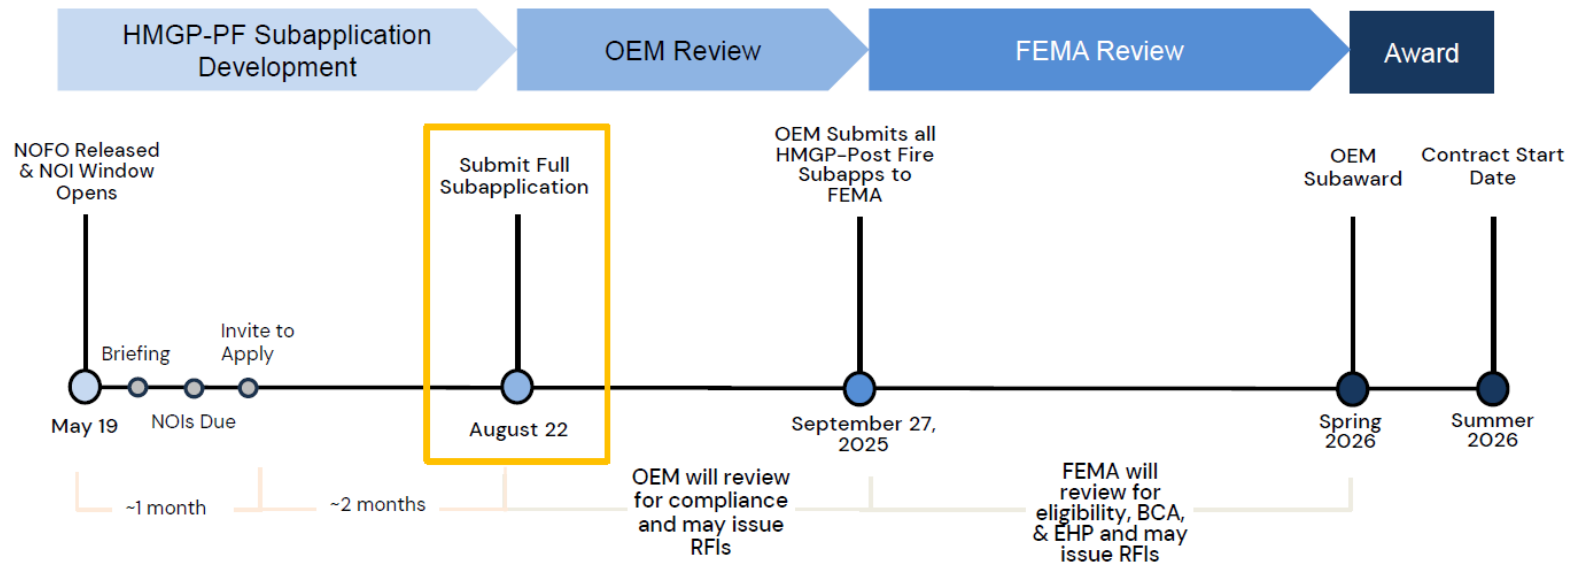 HMGP-PF Subapplication
Development
OEM Review
FEMA Review
Award
NOFO Released
& NOI Window
Opens
Submit Full
Subapplication
OEM Submits all
HMGP-Post Fire
Subapps to
FEMA
OEM
Subaward
Contract Start
Date
Briefing
Invite to
Apply
NOIs Due
May 19
August 22
September 27,
2025
Spring
2026
Summer
2026
~1 month
~2 months
OEM will review
for compliance
and may issue
RFIs
FEMA will
review for
eligibility, BCA,
& EHP and may
issue RFIs